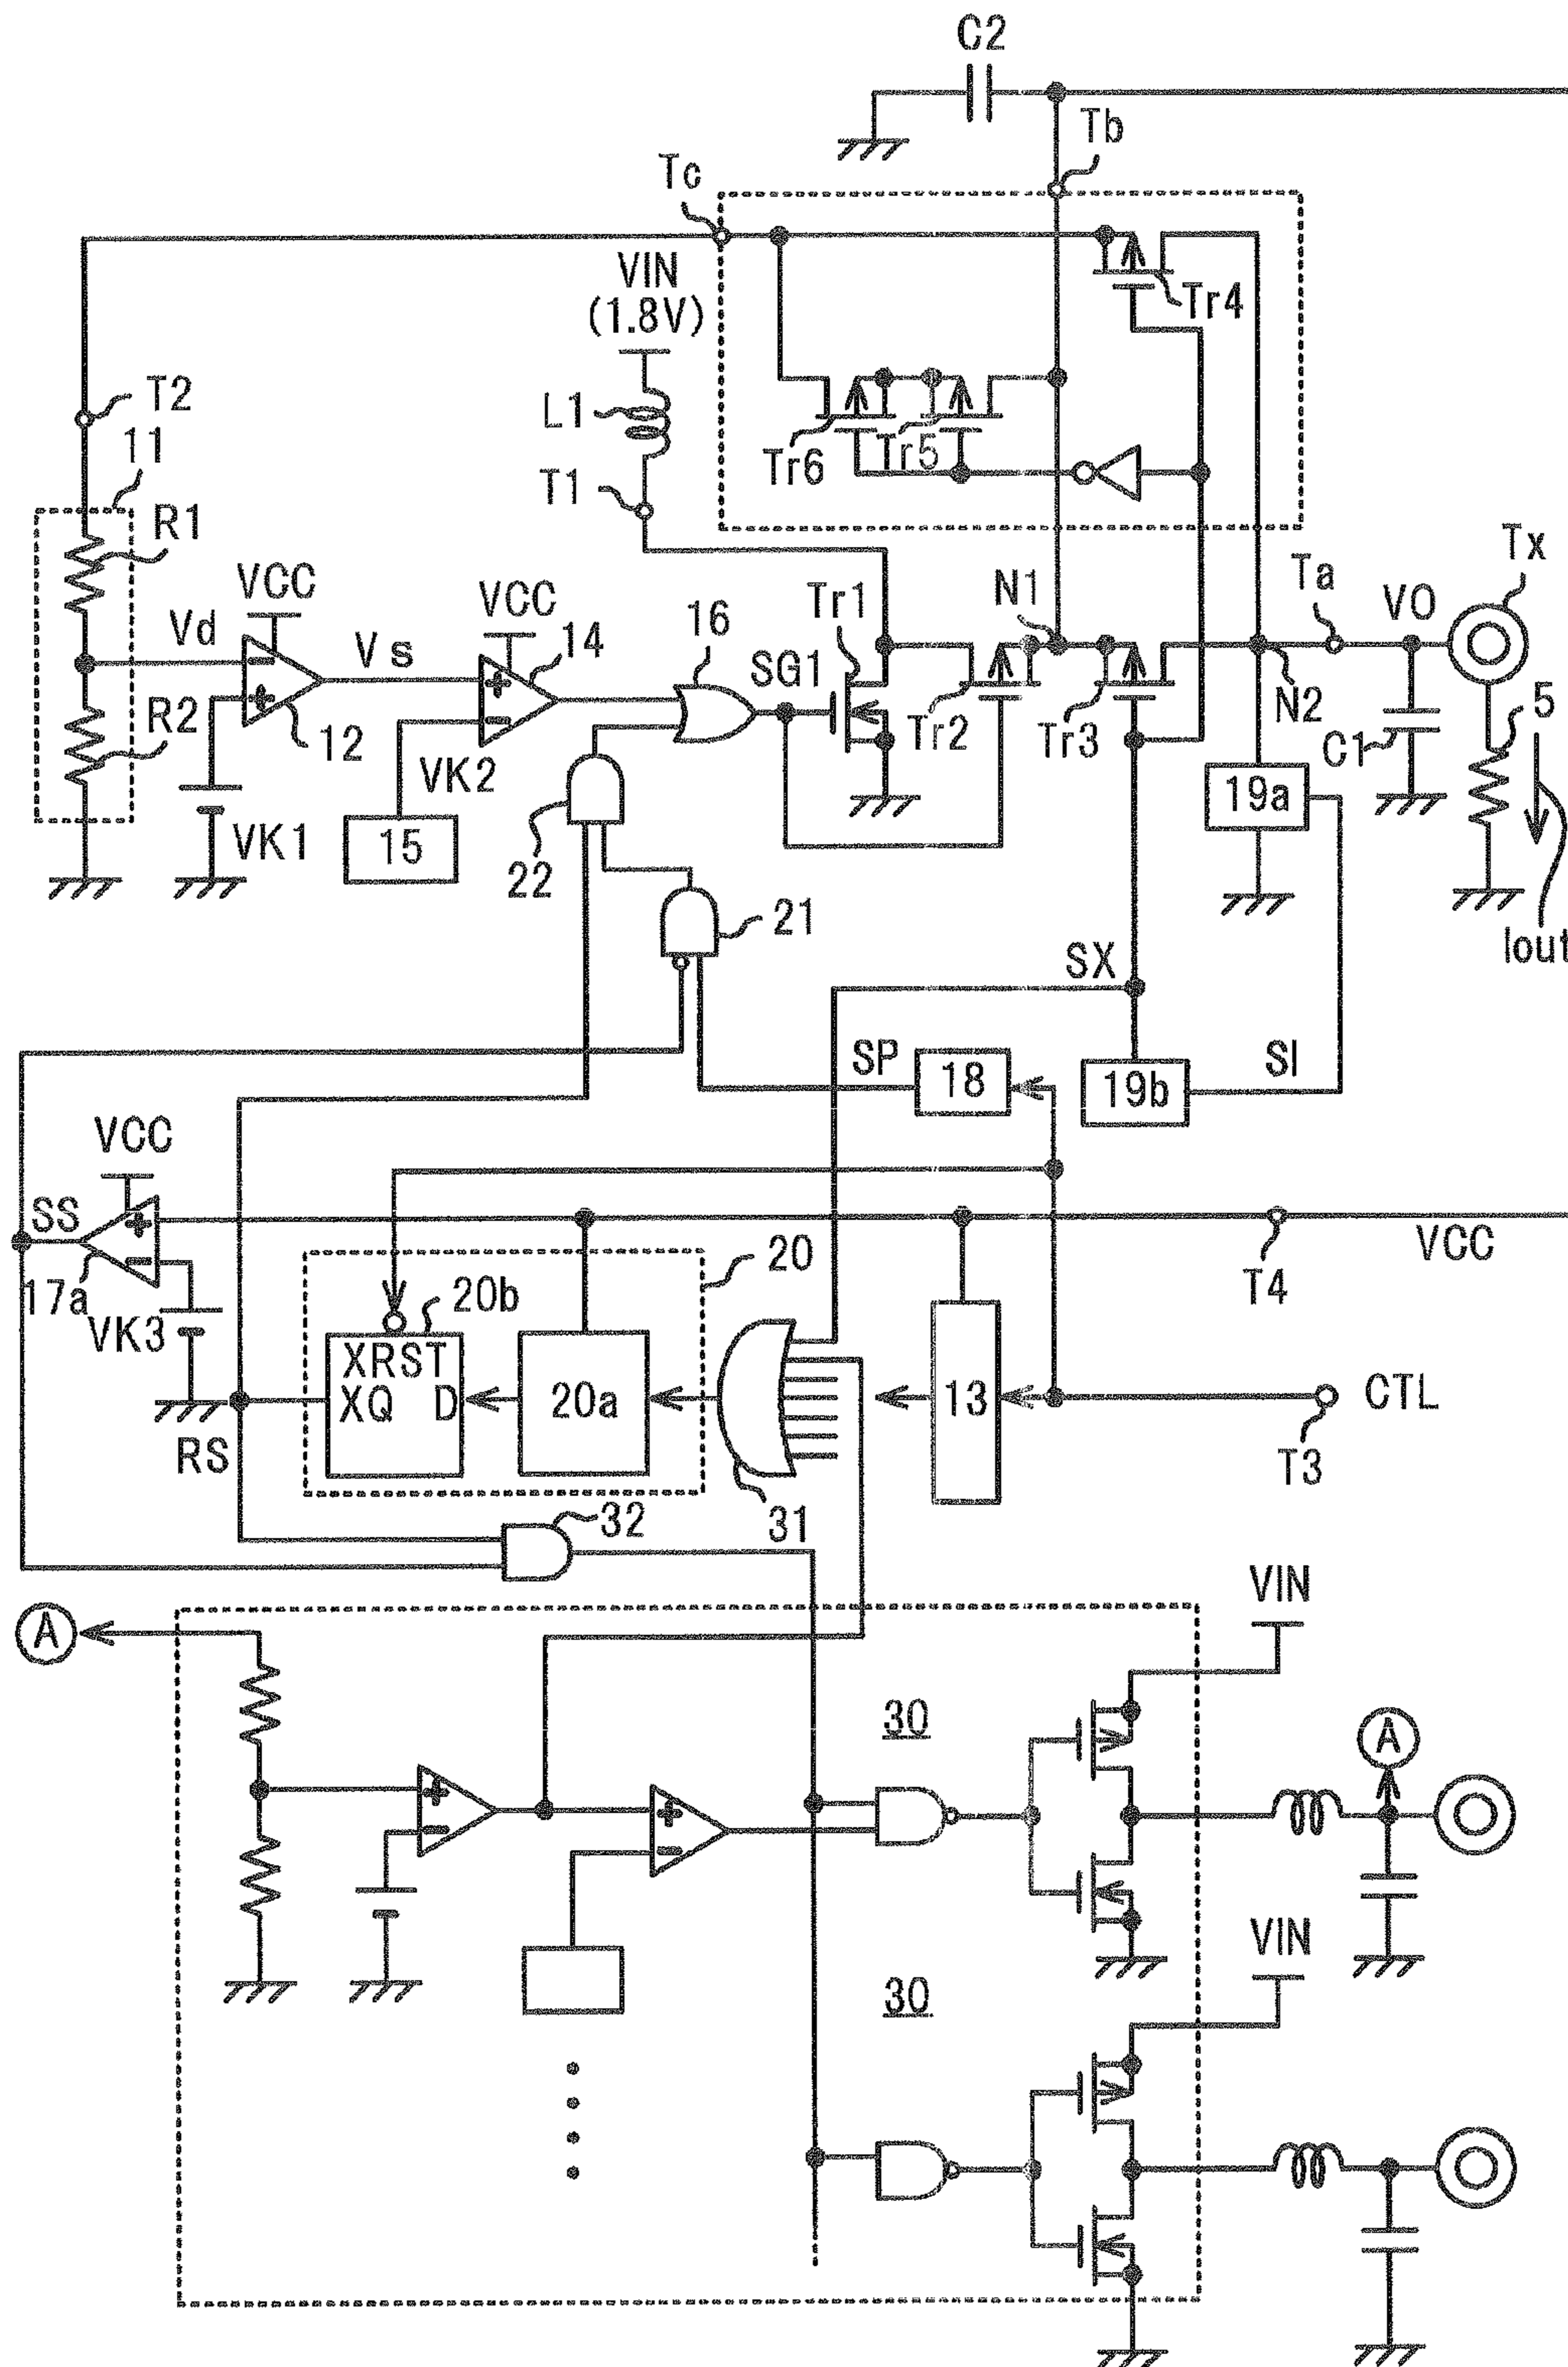 C2
Tb
Tc
VIN
(1.8V)
Tr4
T2
L1
11
Tr6
Tr5
T1
R1
Tx
VCC
Vd
Vs
VCC
14
16
Tr1
SG1
N1
Ta
VO
R2
12
VK2
Tr2
Tr3
N2
C1
5
19a
VK1
15
22
21
Iout
SX
SP
18
19b
SI
VCC
SS
17a
VK3
20
20b
T4
VCC
XRST
XQ
D
20a
13
CTL
RS
T3
31
32
VIN
A
30
A
VIN
30